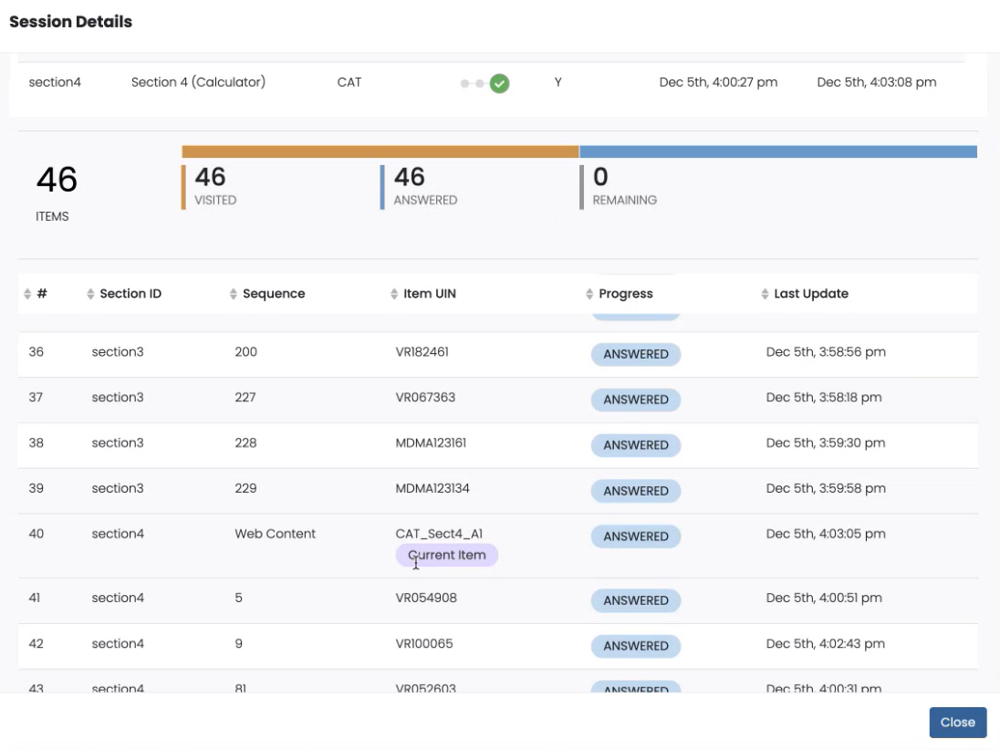 Session Details
section4 Section 4 (Calculator) CAT Y Dec 5th, 4:00:27 pm Dec 5th, 4:03:08 pm
46 46 46 0
ITEMS VISITED ANSWERED REMAINING
# Section ID Sequence Item UIN Progress Last Update
36 section3 200 VR182461 ANSWERED Dec 5th, 3:58:56 pm
37 section3 227 VR067363 ANSWERED Dec 5th, 3:58:18 pm
38 section3 228 MDMA123161 ANSWERED Dec 5th, 3:59:30 pm
39 section3 229 MDMA123134 ANSWERED Dec 5th, 3:59:58 pm
40 section4 Web Content CAT_Sect4_A1 ANSWERED Dec 5th, 4:03:05 pm
Current Item
41 section4 5 VR054908 ANSWERED Dec 5th, 4:00:51 pm
42 section4 9 VR100065 ANSWERED Dec 5th, 4:02:43 pm
43 section4 81 VR052603 ANSWERED Dec 5th, 4:00:31 pm
Close